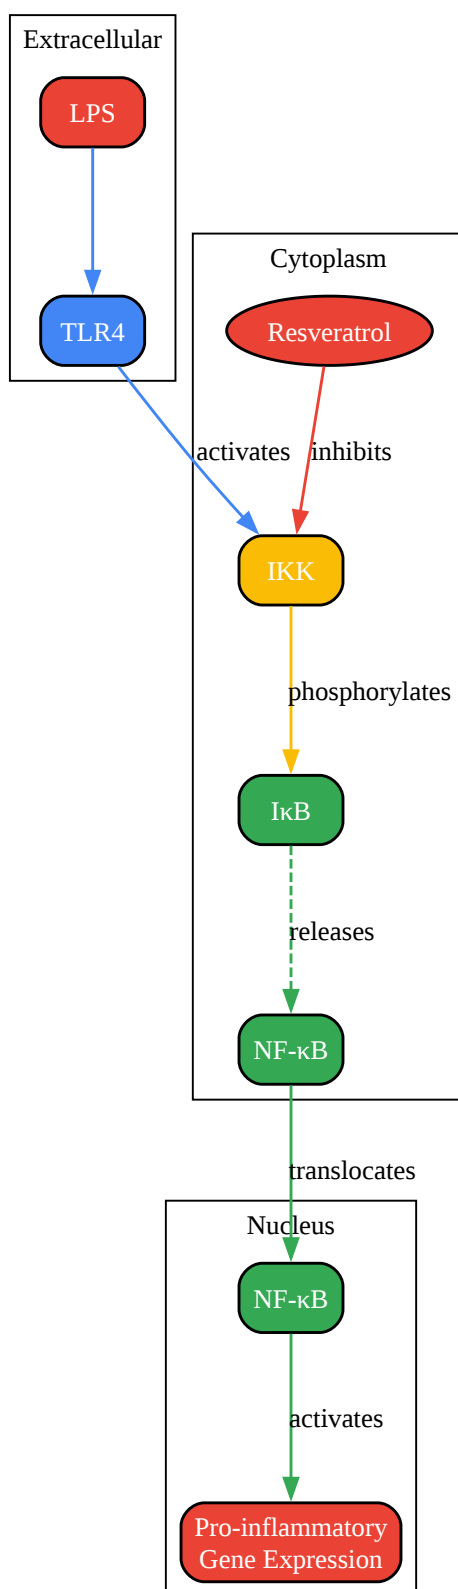 Extracellular
LPS
TLR4
Cytoplasm
Resveratrol
activates
inhibits
IKK
phosphorylates
IκB
releases
NF-κB
translocates
Nucleus
NF-κB
activates
Pro-inflammatory
Gene Expression